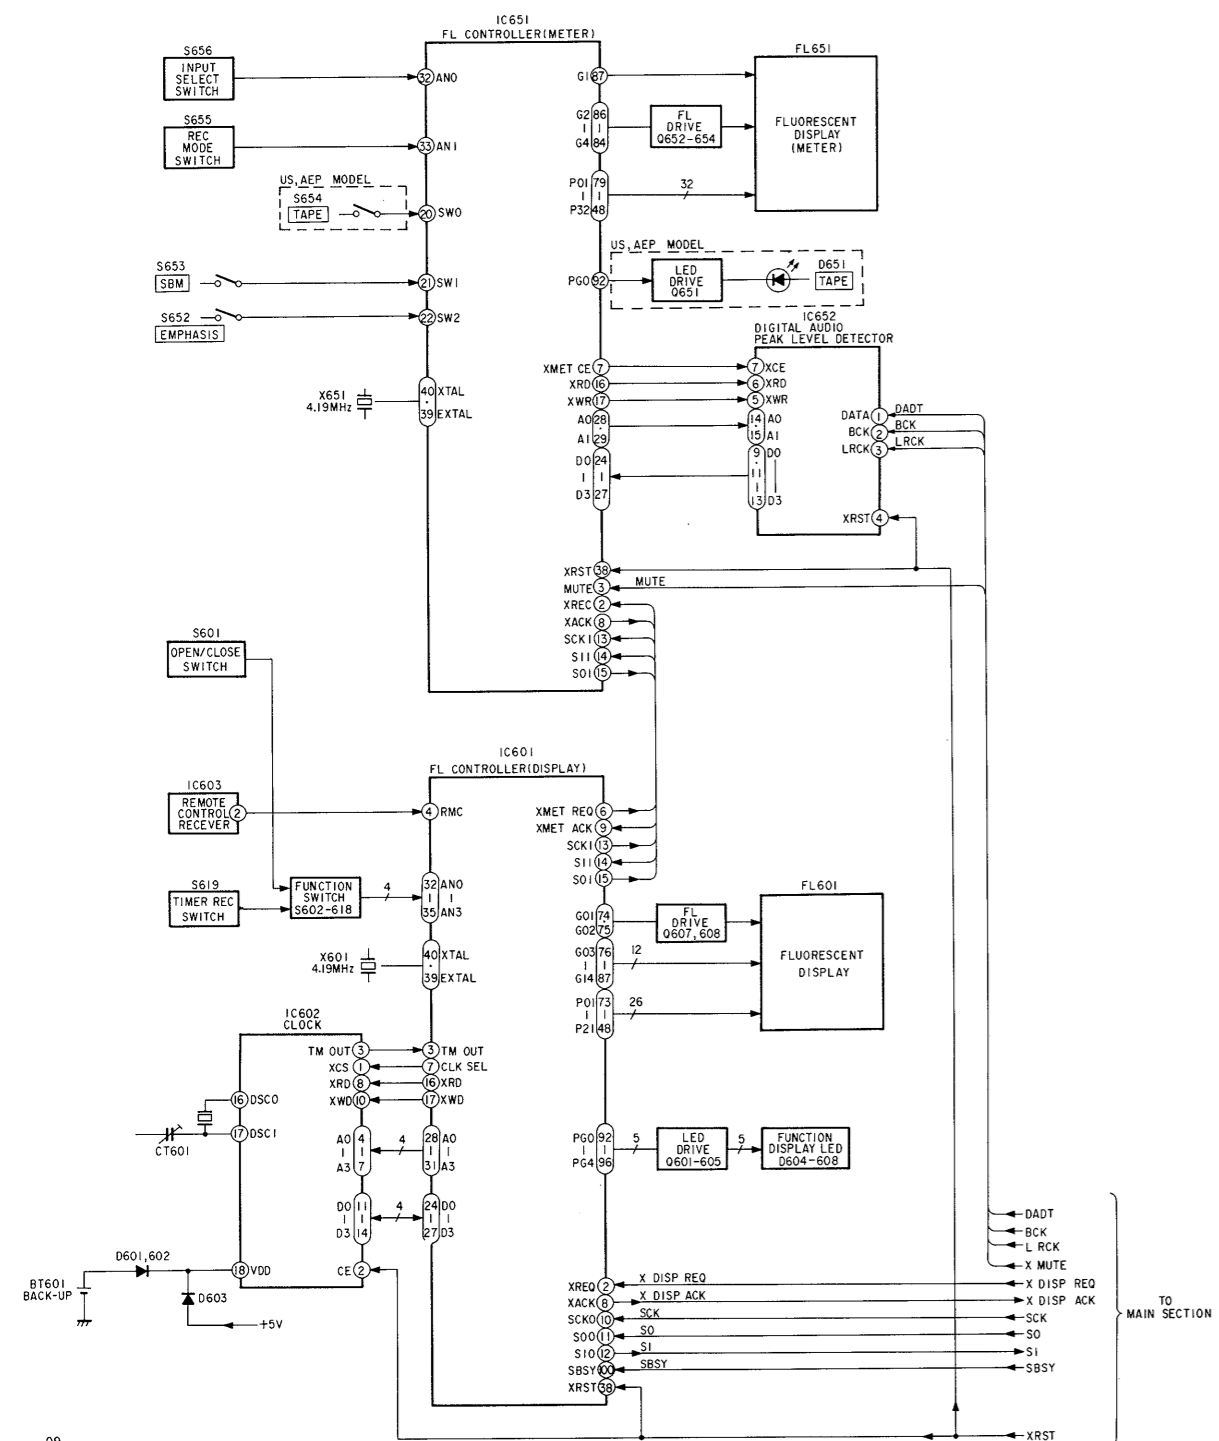 IC651
FL CONTROLLER(METER)
S656
INPUT
SELECT
SWITCH
32 AN0
S655
REC
MODE
SWITCH
33 AN1
US,AEP MODEL
S654
TAPE
20 SW0
S653
SBM
21 SW1
S652
EMPHASIS
22 SW2
X651
4.19MHz
40 XTAL
39 EXTAL
G1 87
G2 86
G4 84
FL
DRIVE
Q652-654
P01 79
P32 48
32
FL651
FLUORESCENT
DISPLAY
(METER)
US,AEP MODEL
PG0 92
LED
DRIVE
Q651
D651
TAPE
IC652
DIGITAL AUDIO
PEAK LEVEL DETECTOR
XMET CE 7
XRD 16
XWR 17
A0 28
A1 29
D0 24
D3 27
7 XCE
6 XRD
5 XWR
14 A0
15 A1
9 D0
11
13 D3
DATA 1 DADT
BCK 2 BCK
LRCK 3 LRCK
XRST 4
XRST 38
MUTE 3 MUTE
XREC 2
XACK 8
SCK1 13
SI1 14
SO1 15
S601
OPEN/CLOSE
SWITCH
IC601
FL CONTROLLER(DISPLAY)
IC603
REMOTE
CONTROL 2
RECEVER
4 RMC
S619
TIMER REC
SWITCH
FUNCTION
SWITCH
S602-618
4
32 AN0
35 AN3
X601
4.19MHz
40 XTAL
39 EXTAL
XMET REQ 6
XMET ACK 9
SCK1 13
SI1 14
SO1 15
G01 74
G02 75
FL
DRIVE
Q607,608
G03 76
G14 87
12
P01 73
P21 48
26
FL601
FLUORESCENT
DISPLAY
IC602
CLOCK
TM OUT 3
XCS 1
XRD 8
XWD 10
3 TM OUT
7 CLK SEL
16 XRD
17 XWD
16 DSC0
17 DSC1
CT601
A0 4
A3 7
4
28 A0
31 A3
D0 11
D3 14
4
24 D0
27 D3
PG0 92
PG4 96
5
LED
DRIVE
Q601-605
5
FUNCTION
DISPLAY LED
D604-608
D601,602
18 VDD
CE 2
BT601
BACK-UP
D603
+5V
XREQ 2 X DISP REQ
XACK 8 X DISP ACK
SCKO 10 SCK
SO0 11 SO
SI0 12 SI
SBSY 100 SBSY
XRST 38
DADT
BCK
L RCK
X MUTE
X DISP REQ
X DISP ACK
SCK
SO
SI
SBSY
XRST
TO
MAIN SECTION